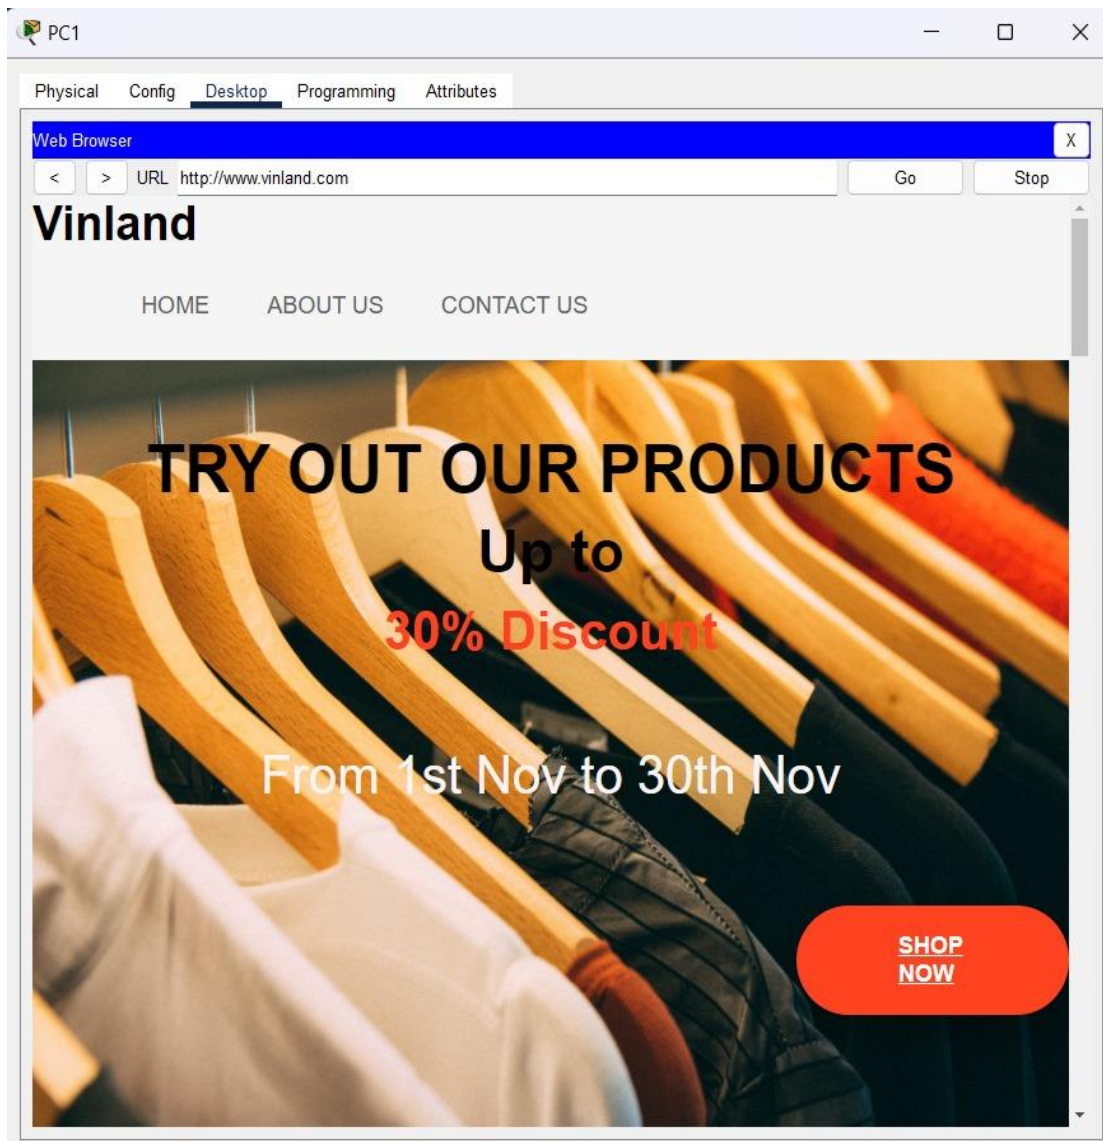 PC1
Physical Config Desktop Programming Attributes
Web Browser X
< > URL http://www.vinland.com Go Stop
Vinland
HOME ABOUT US CONTACT US
TRY OUT OUR PRODUCTS
Up to
30% Discount
From 1st Nov to 30th Nov
SHOP
NOW